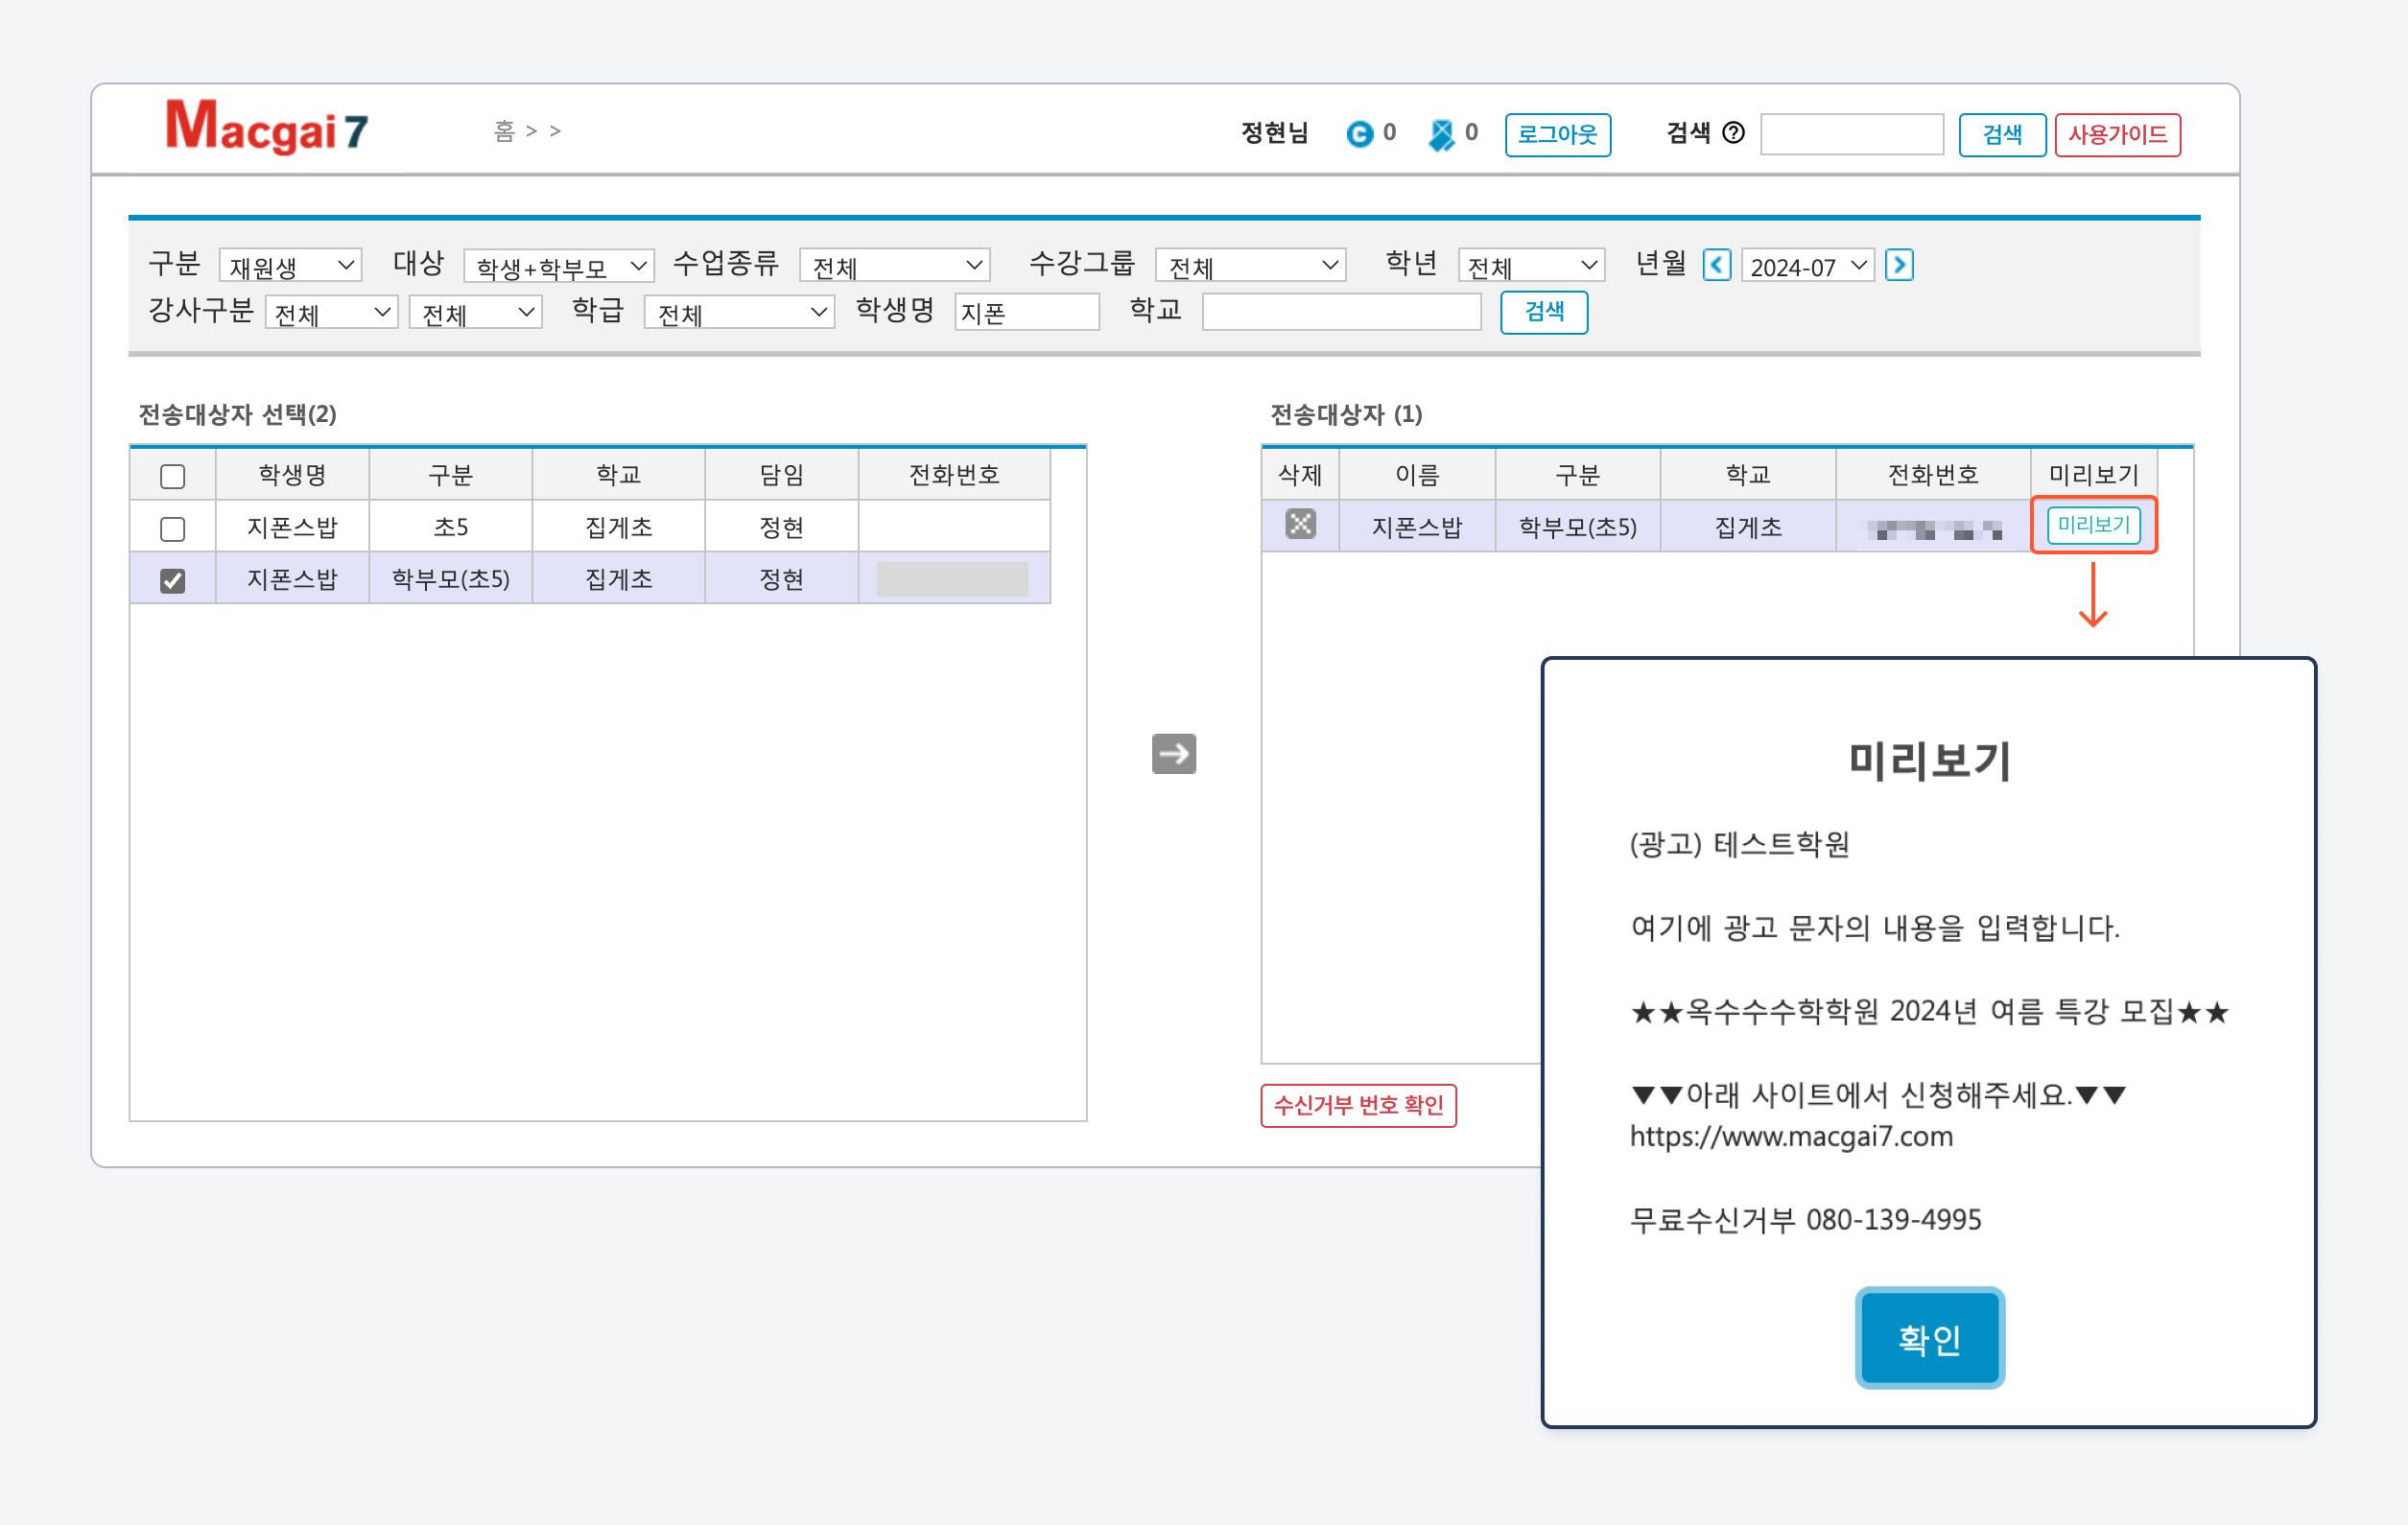 Macgai 7
홈 > >
정현님 0 0 로그아웃 검색 검색 사용가이드
구분 재원생 대상 학생+학부모 수업종류 전체 수강그룹 전체 학년 전체 년월 2024-07
강사구분 전체 전체 학급 전체 학생명 지폰 학교 검색
전송대상자 선택(2)
학생명 구분 학교 담임 전화번호
지폰스밥 초5 집게초 정현
지폰스밥 학부모(초5) 집게초 정현
전송대상자 (1)
삭제 이름 구분 학교 전화번호 미리보기
지폰스밥 학부모(초5) 집게초 미리보기
수신거부 번호 확인
미리보기
(광고) 테스트학원
여기에 광고 문자의 내용을 입력합니다.
★★옥수수수학학원 2024년 여름 특강 모집★★
▼▼아래 사이트에서 신청해주세요.▼▼
https://www.macgai7.com
무료수신거부 080-139-4995
확인